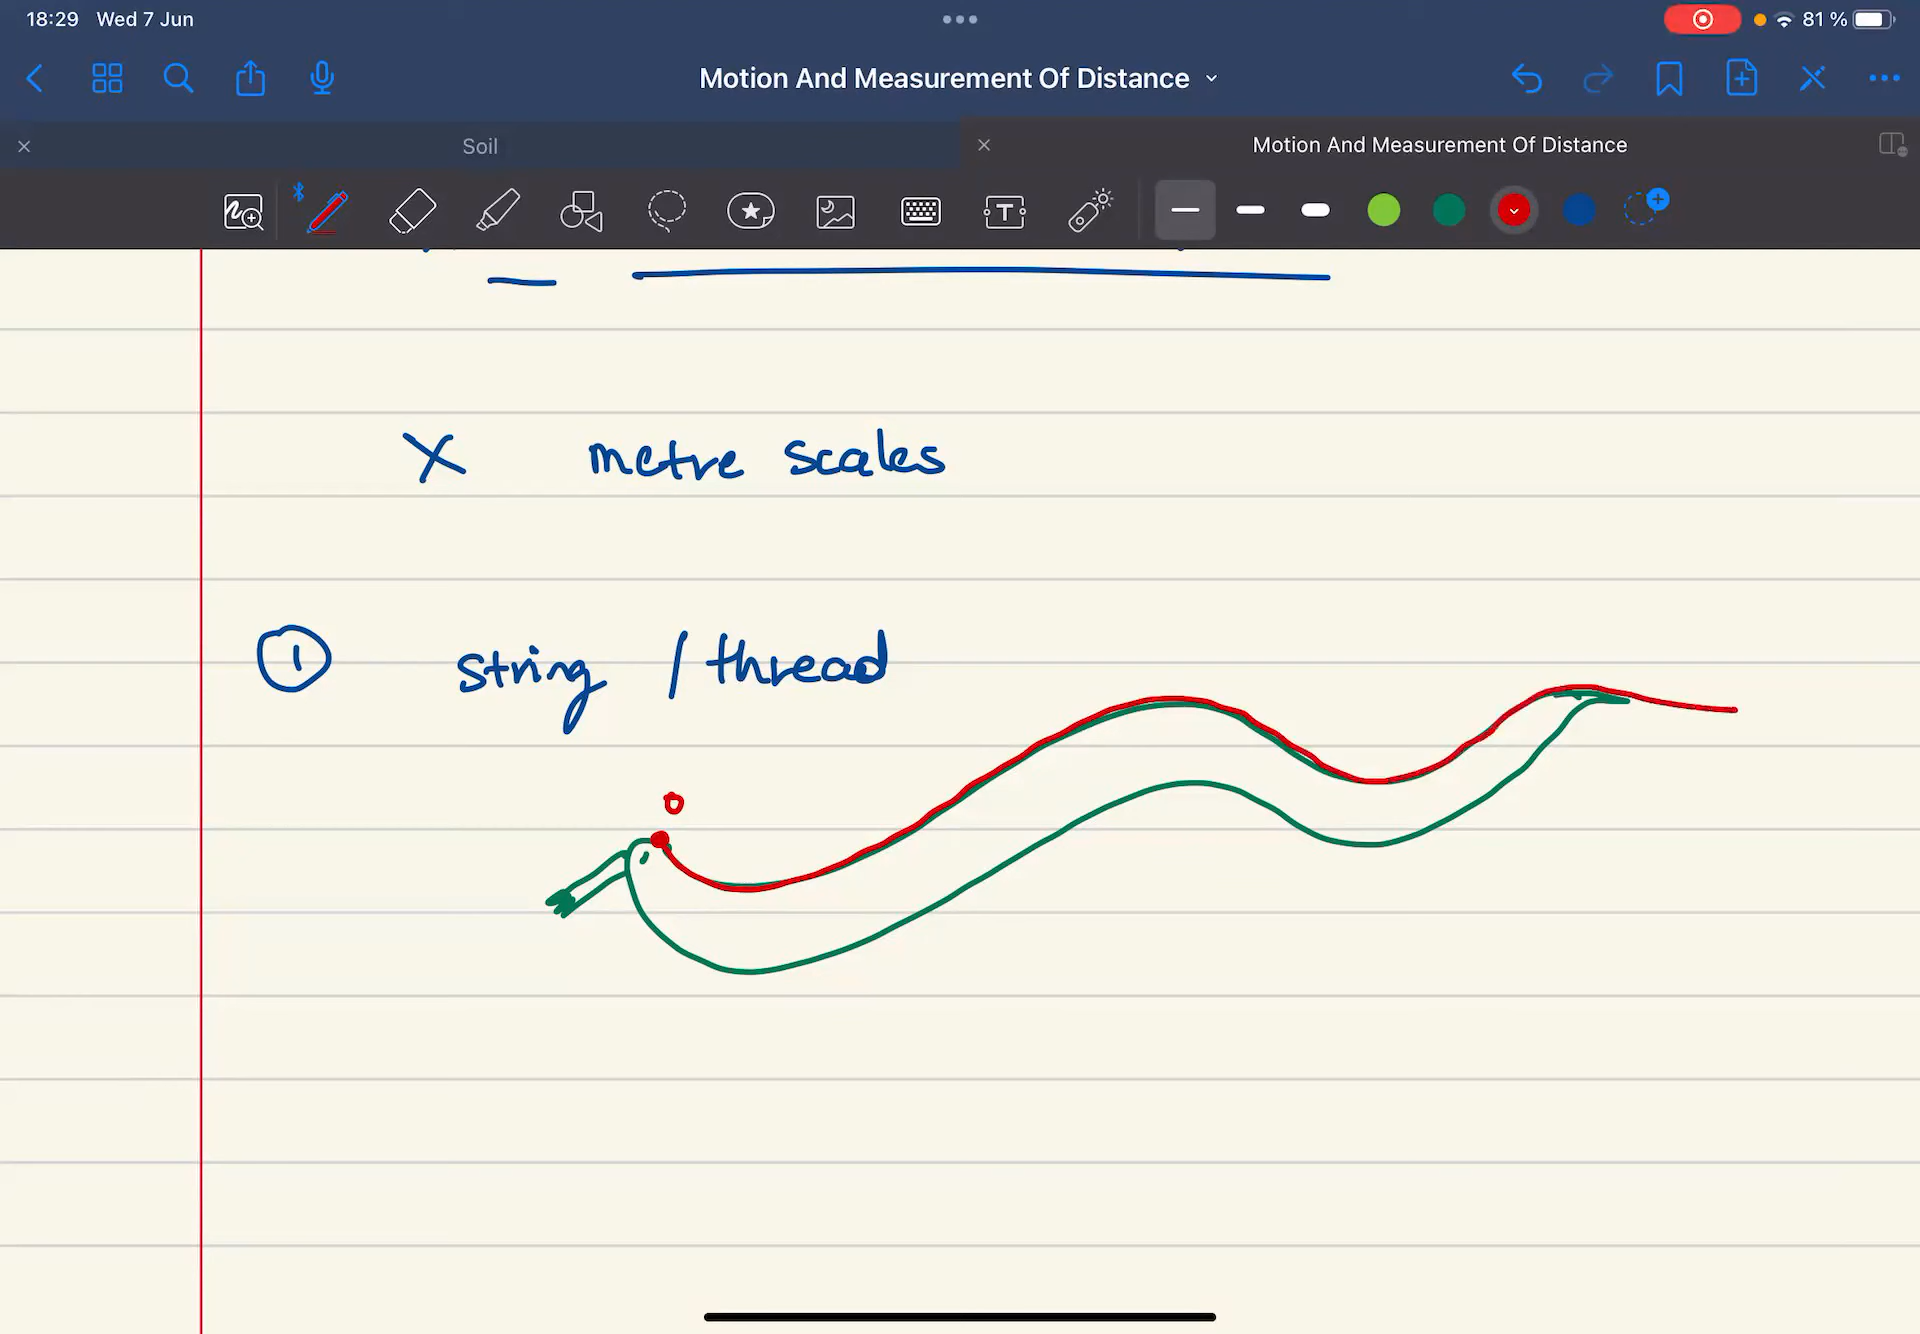 18:29 Wed 7 Jun 81 %
Motion And Measurement Of Distance
Soil
Motion And Measurement Of Distance
T
X metre scales
1 string / thread
0